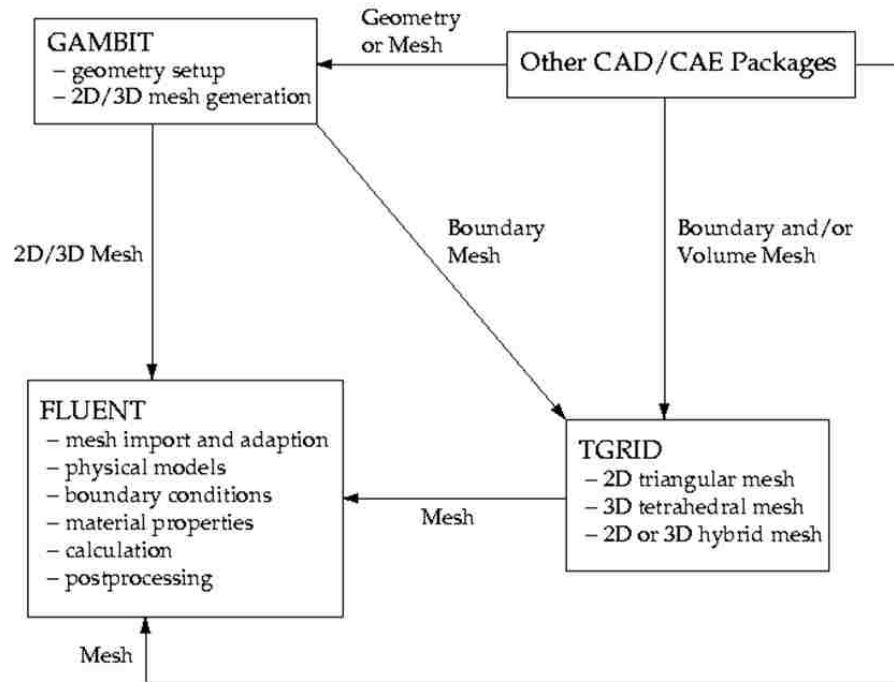 Geometry
or Mesh
GAMBIT
– geometry setup
– 2D/3D mesh generation
Other CAD/CAE Packages
2D/3D Mesh
Boundary
Mesh
Boundary and/or
Volume Mesh
FLUENT
– mesh import and adaption
– physical models
– boundary conditions
– material properties
– calculation
– postprocessing
Mesh
TGRID
– 2D triangular mesh
– 3D tetrahedral mesh
– 2D or 3D hybrid mesh
Mesh